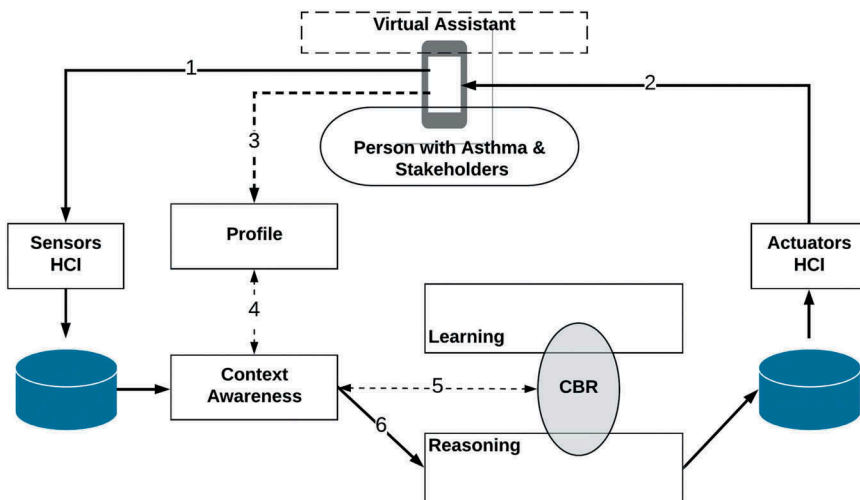 Virtual Assistant
1
2
3
Person with Asthma &
Stakeholders
Sensors
HCI
Profile
Actuators
HCI
4
Learning
Context
Awareness
5
CBR
6
Reasoning